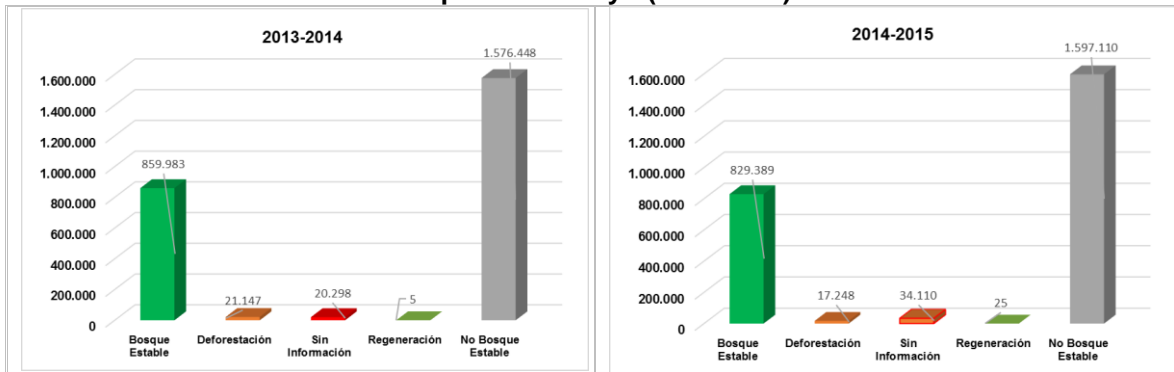 2013-2014
1.576.448
1.600.000
1.400.000
1.200.000
1.000.000
859.983
800.000
600.000
400.000
200.000
21.147
20.298
5
0
Bosque
Estable
Deforestación
Sin
Información
Regeneración
No Bosque
Estable
2014-2015
1.597.110
1.600.000
1.400.000
1.200.000
1.000.000
829.389
800.000
600.000
400.000
200.000
17.248
34.110
25
0
Bosque
Estable
Deforestación
Sin
Información
Regeneración
No Bosque
Estable